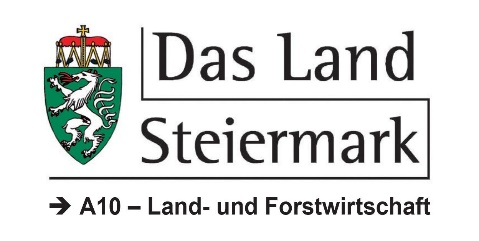 Das Land
Steiermark
➔ A10 – Land- und Forstwirtschaft